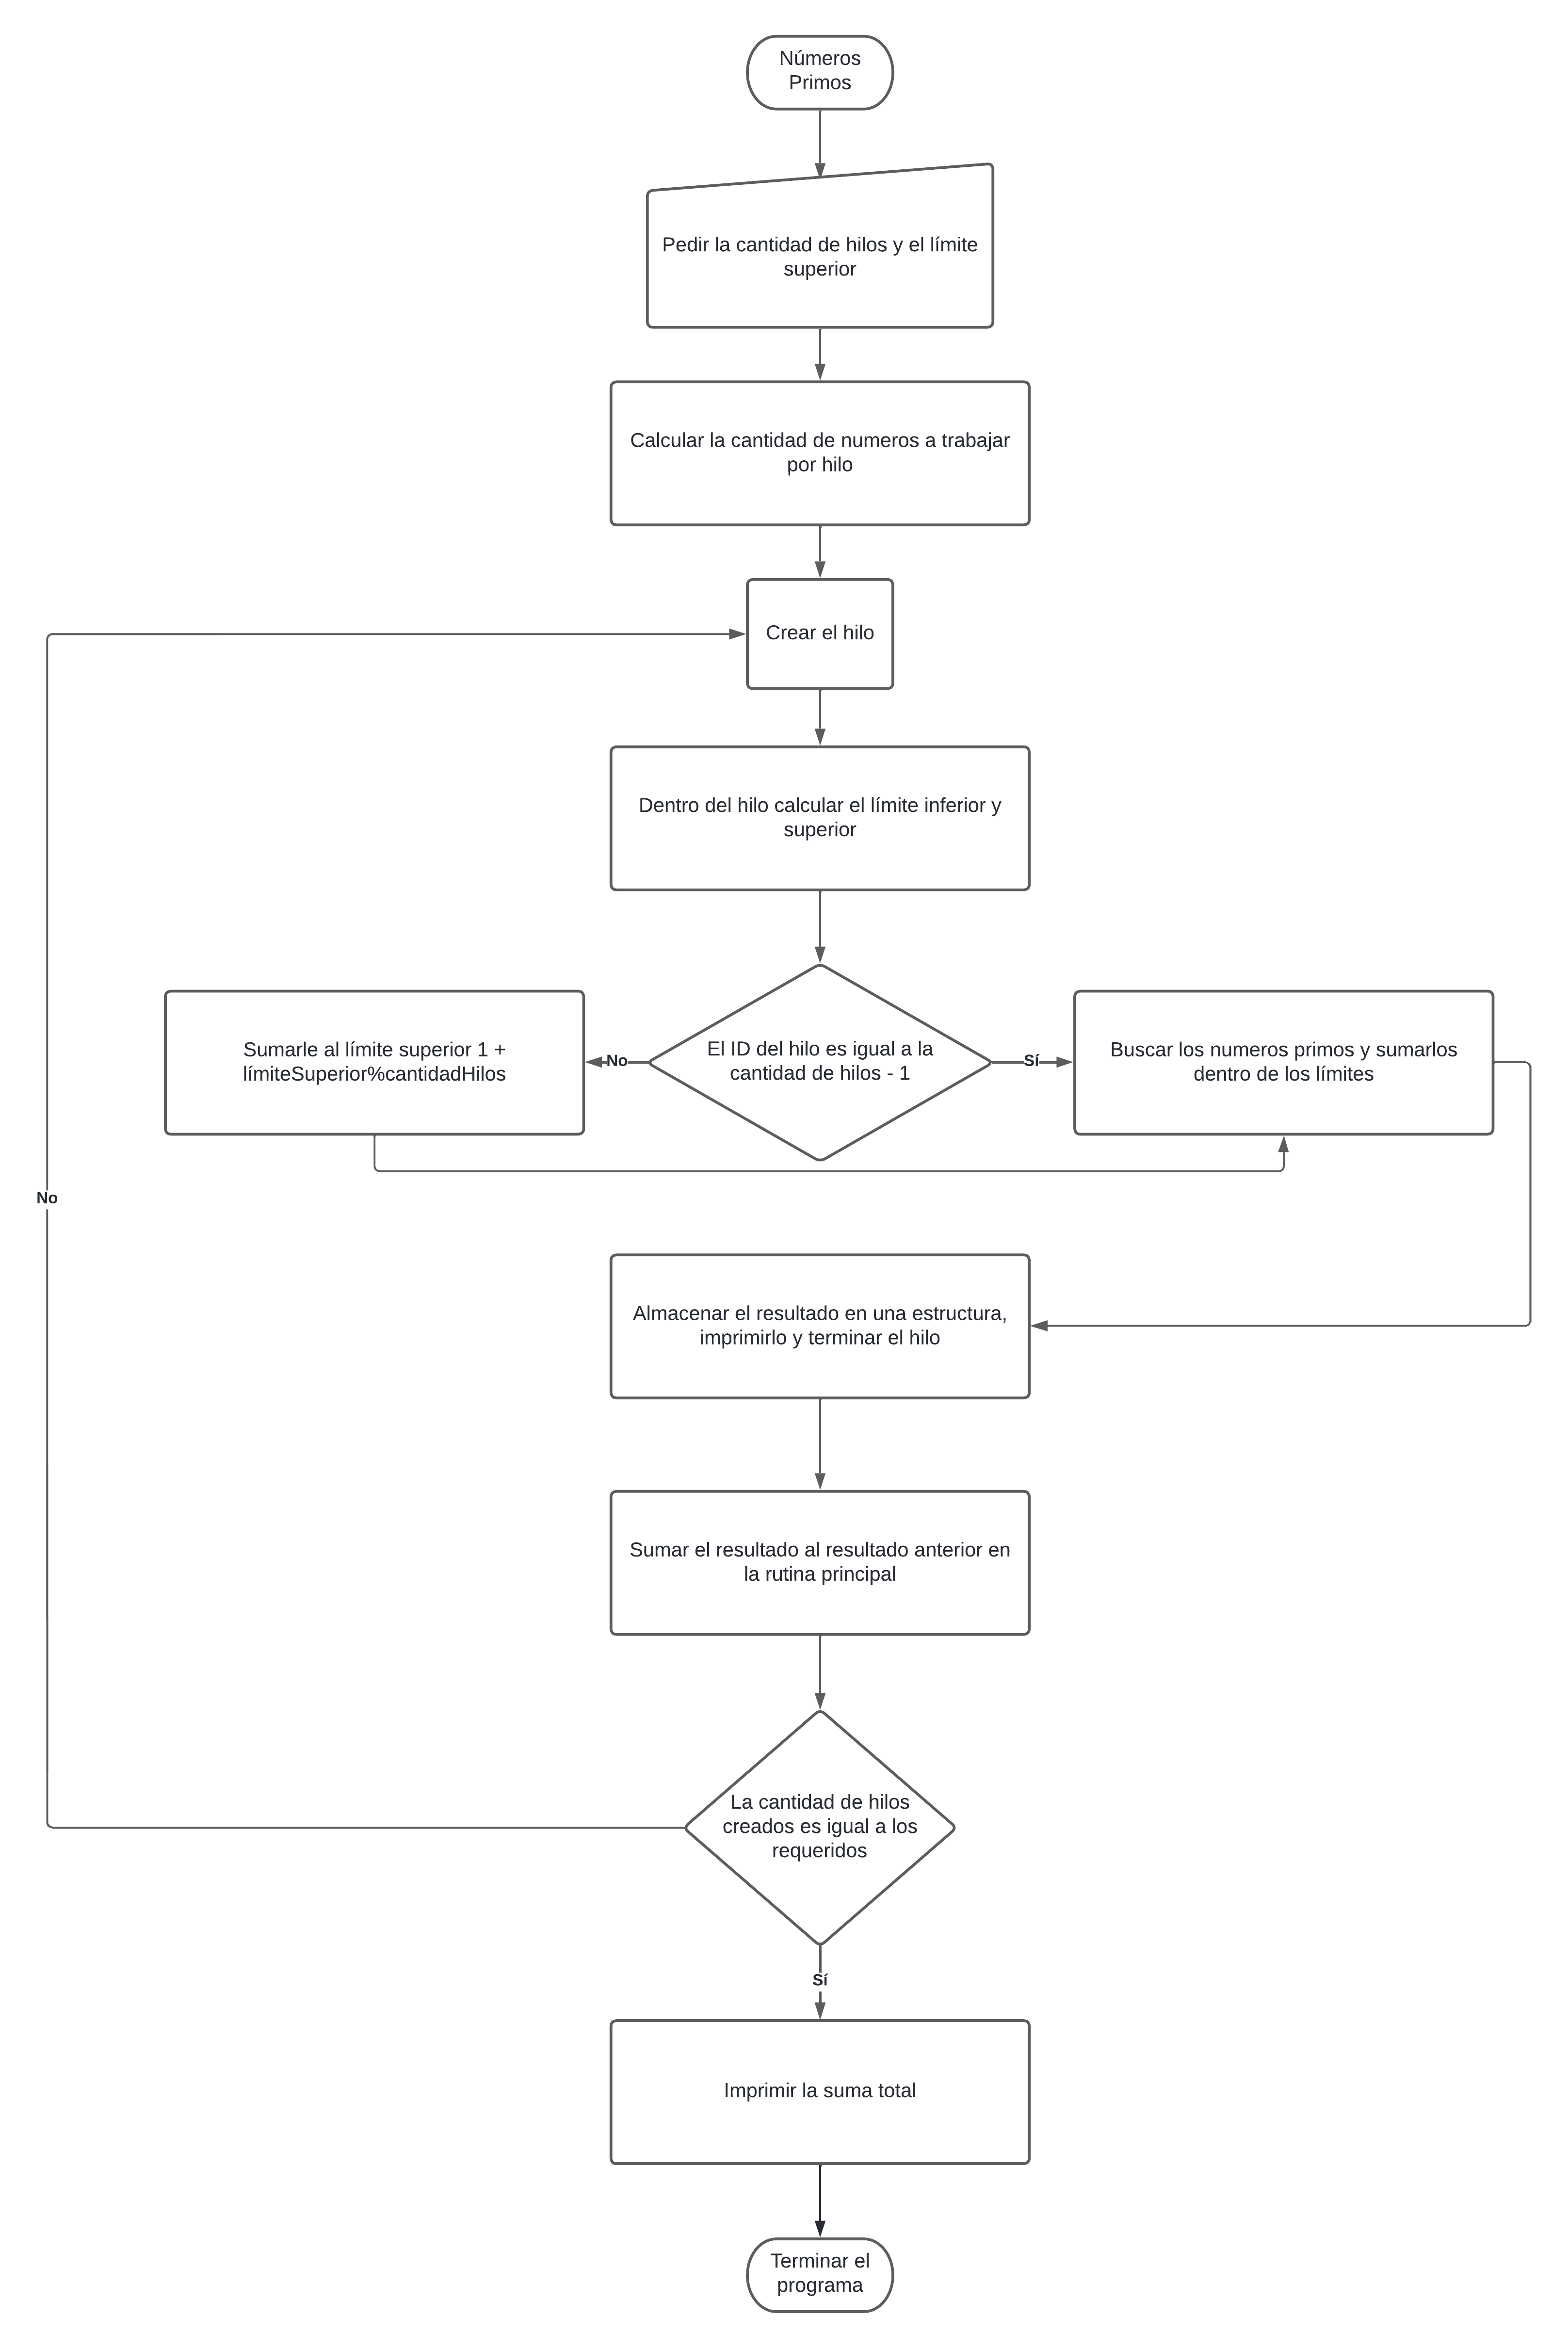 Números
Primos
Pedir la cantidad de hilos y el límite
superior
Calcular la cantidad de numeros a trabajar
por hilo
Crear el hilo
Dentro del hilo calcular el límite inferior y
superior
Sumarle al límite superior 1 +
límiteSuperior%cantidadHilos
No
El ID del hilo es igual a la
cantidad de hilos - 1
Sí
Buscar los numeros primos y sumarlos
dentro de los límites
No
Almacenar el resultado en una estructura,
imprimirlo y terminar el hilo
Sumar el resultado al resultado anterior en
la rutina principal
La cantidad de hilos
creados es igual a los
requeridos
Sí
Imprimir la suma total
Terminar el
programa